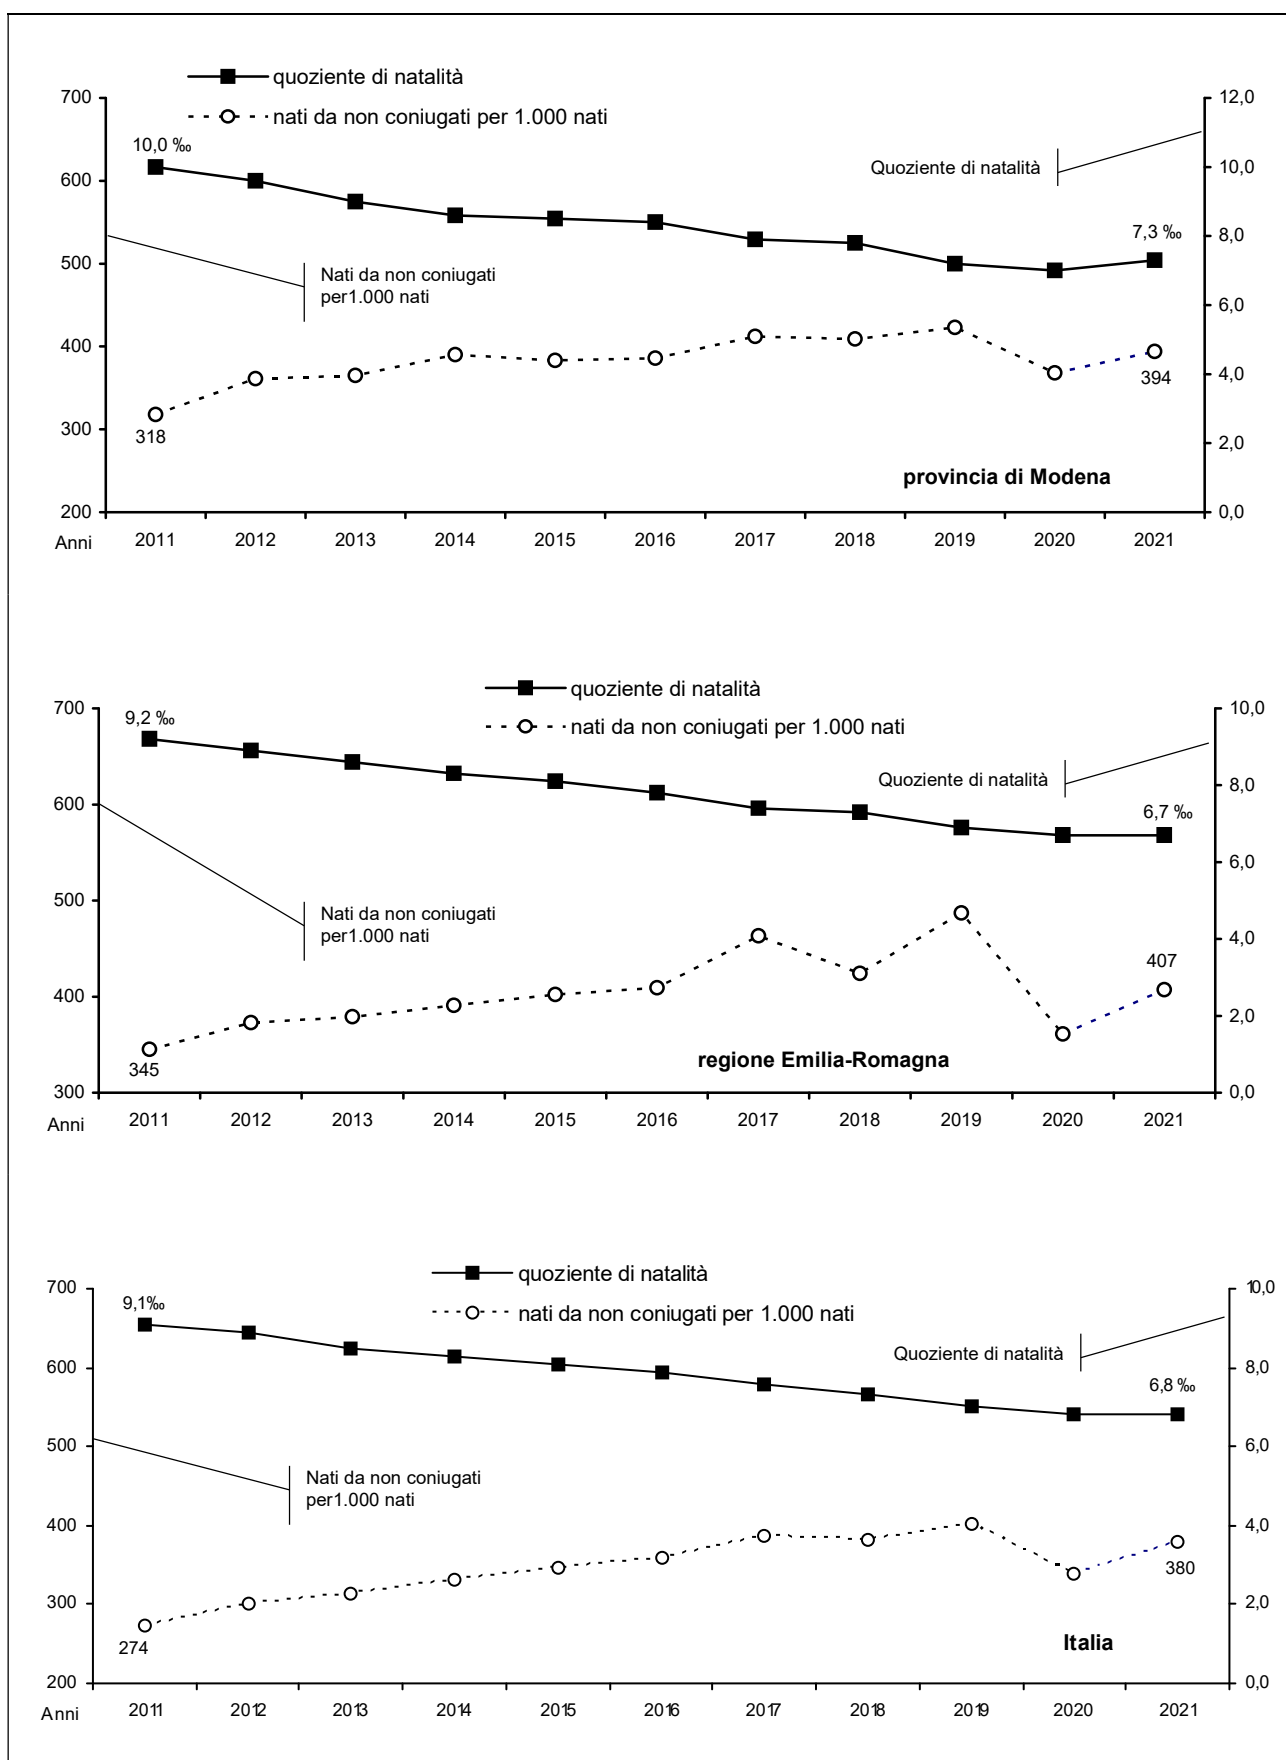 quoziente di natalità
nati da non coniugati per 1.000 nati
700
600
500
400
300
200
12,0
10,0
8,0
6,0
4,0
2,0
0,0
10,0 ‰
Quoziente di natalità
7,3 ‰
Nati da non coniugati
per1.000 nati
318
394
provincia di Modena
Anni 2011 2012 2013 2014 2015 2016 2017 2018 2019 2020 2021
quoziente di natalità
nati da non coniugati per 1.000 nati
700
600
500
400
300
10,0
8,0
6,0
4,0
2,0
0,0
9,2 ‰
Quoziente di natalità
6,7 ‰
Nati da non coniugati
per1.000 nati
407
345
regione Emilia-Romagna
Anni 2011 2012 2013 2014 2015 2016 2017 2018 2019 2020 2021
quoziente di natalità
nati da non coniugati per 1.000 nati
700
600
500
400
300
200
10,0
8,0
6,0
4,0
2,0
0,0
9,1‰
Quoziente di natalità
6,8 ‰
Nati da non coniugati
per1.000 nati
380
274
Italia
Anni 2011 2012 2013 2014 2015 2016 2017 2018 2019 2020 2021